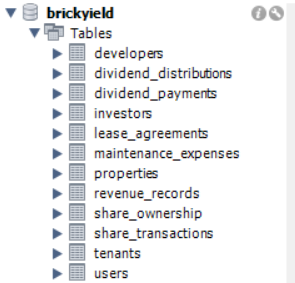 brickyield
Tables
developers
dividend_distributions
dividend_payments
investors
lease_agreements
maintenance_expenses
properties
revenue_records
share_ownership
share_transactions
tenants
users